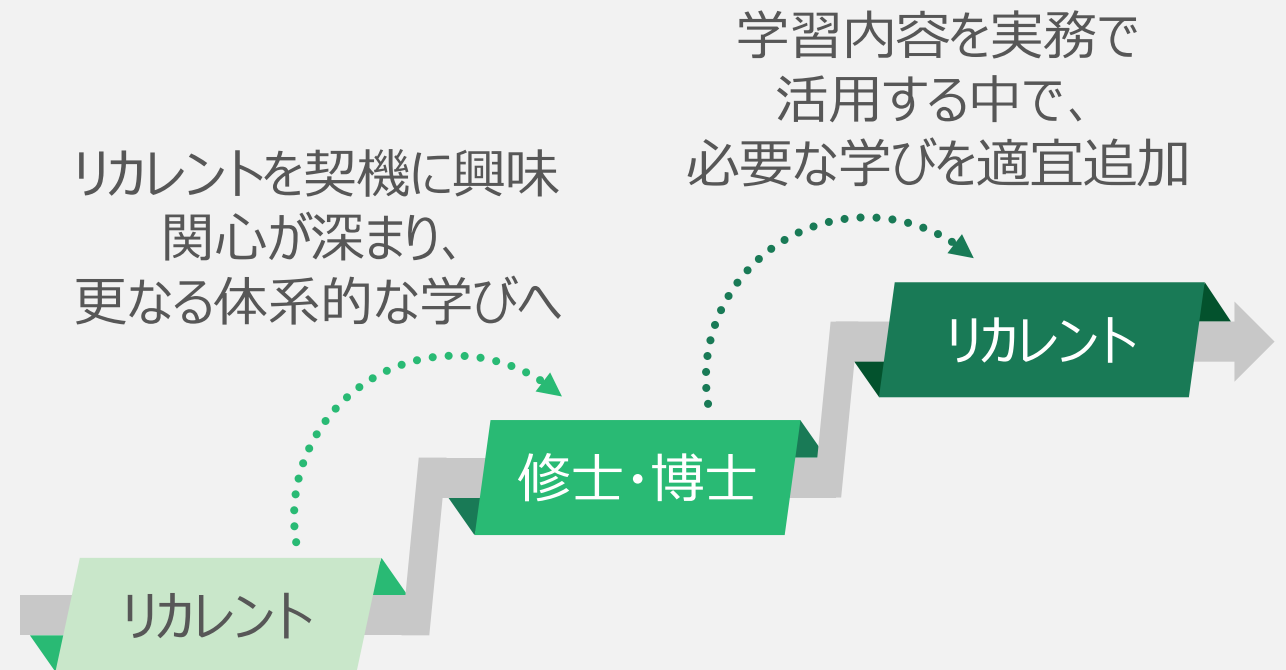 学習内容を実務で
活用する中で、
必要な学びを適宜追加
リカレントを契機に興味
関心が深まり、
更なる体系的な学びへ
リカレント
修士・博士
リカレント